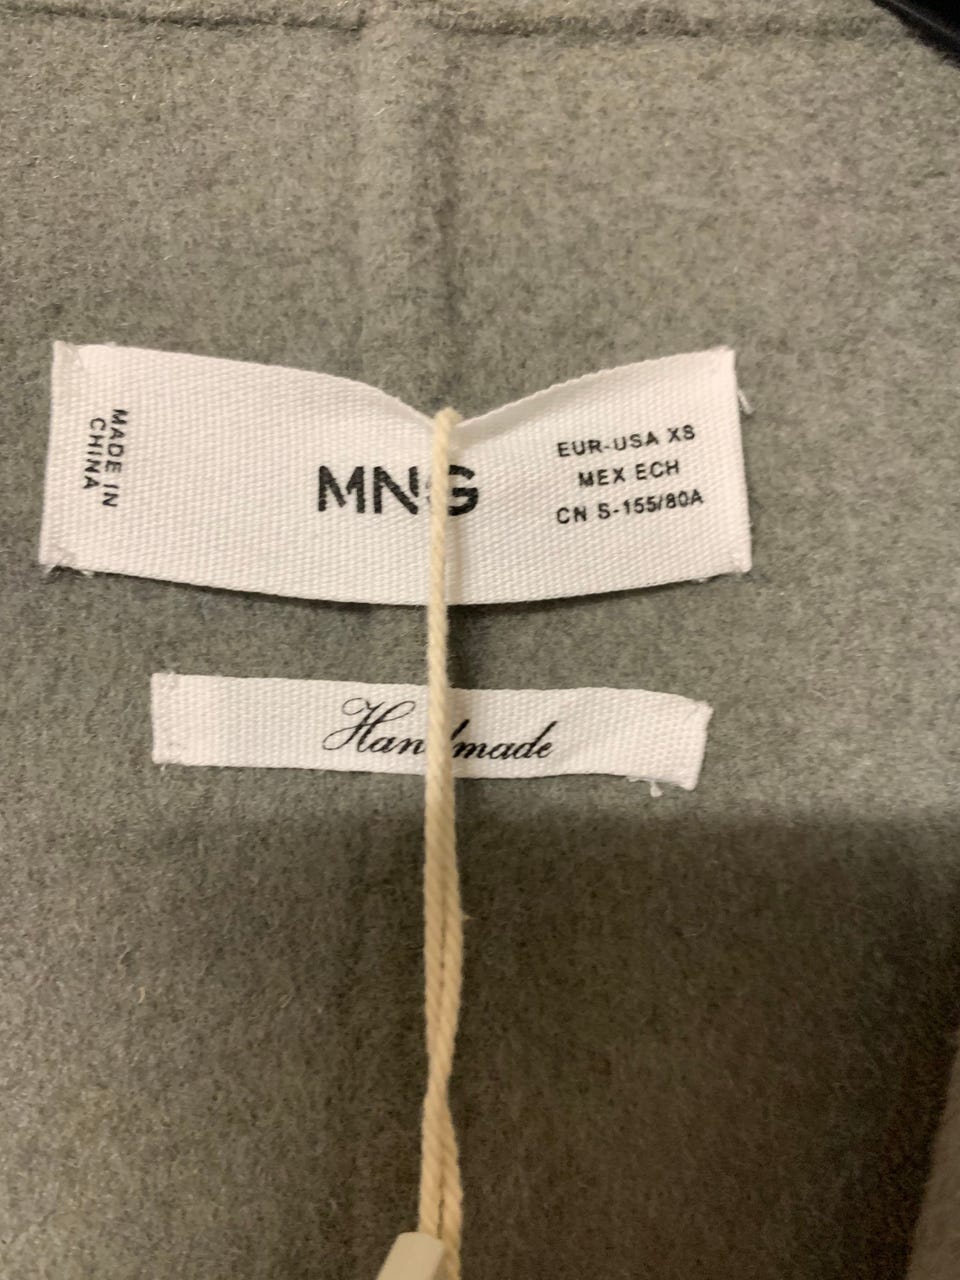 MADE IN
CHINA
MNG
EUR-USA XS
MEX ECH
CN S-155/80A
Handmade